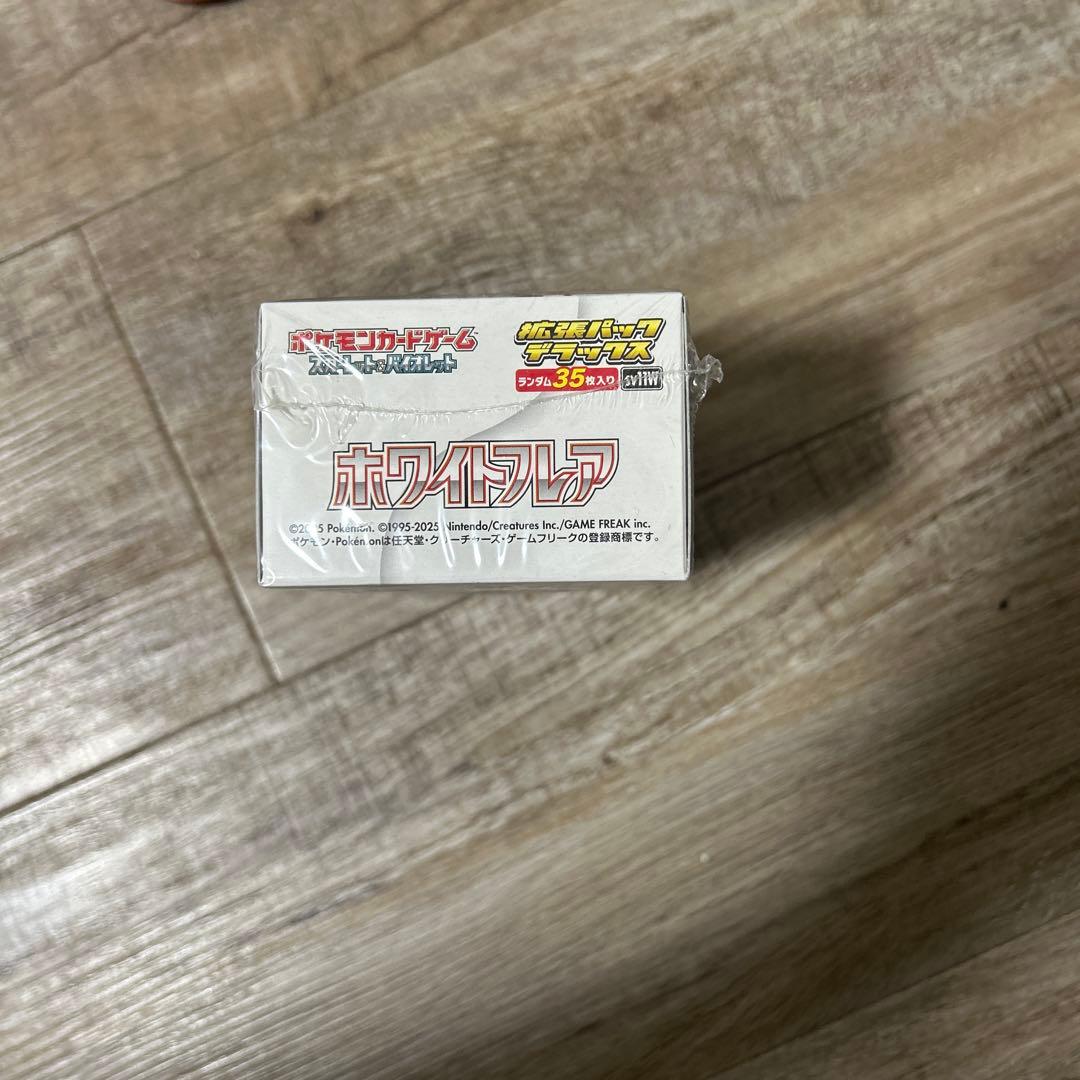 ポケモンカードゲーム
スカーレット&バイオレット
拡張パック
デラックス
ランダム35枚入り sv11W
ホワイトフレア
©2025 Pokémon. ©1995-2025 Nintendo/Creatures Inc./GAME FREAK inc.
ポケモン・Pokémonは任天堂・クリーチャーズ・ゲームフリークの登録商標です。